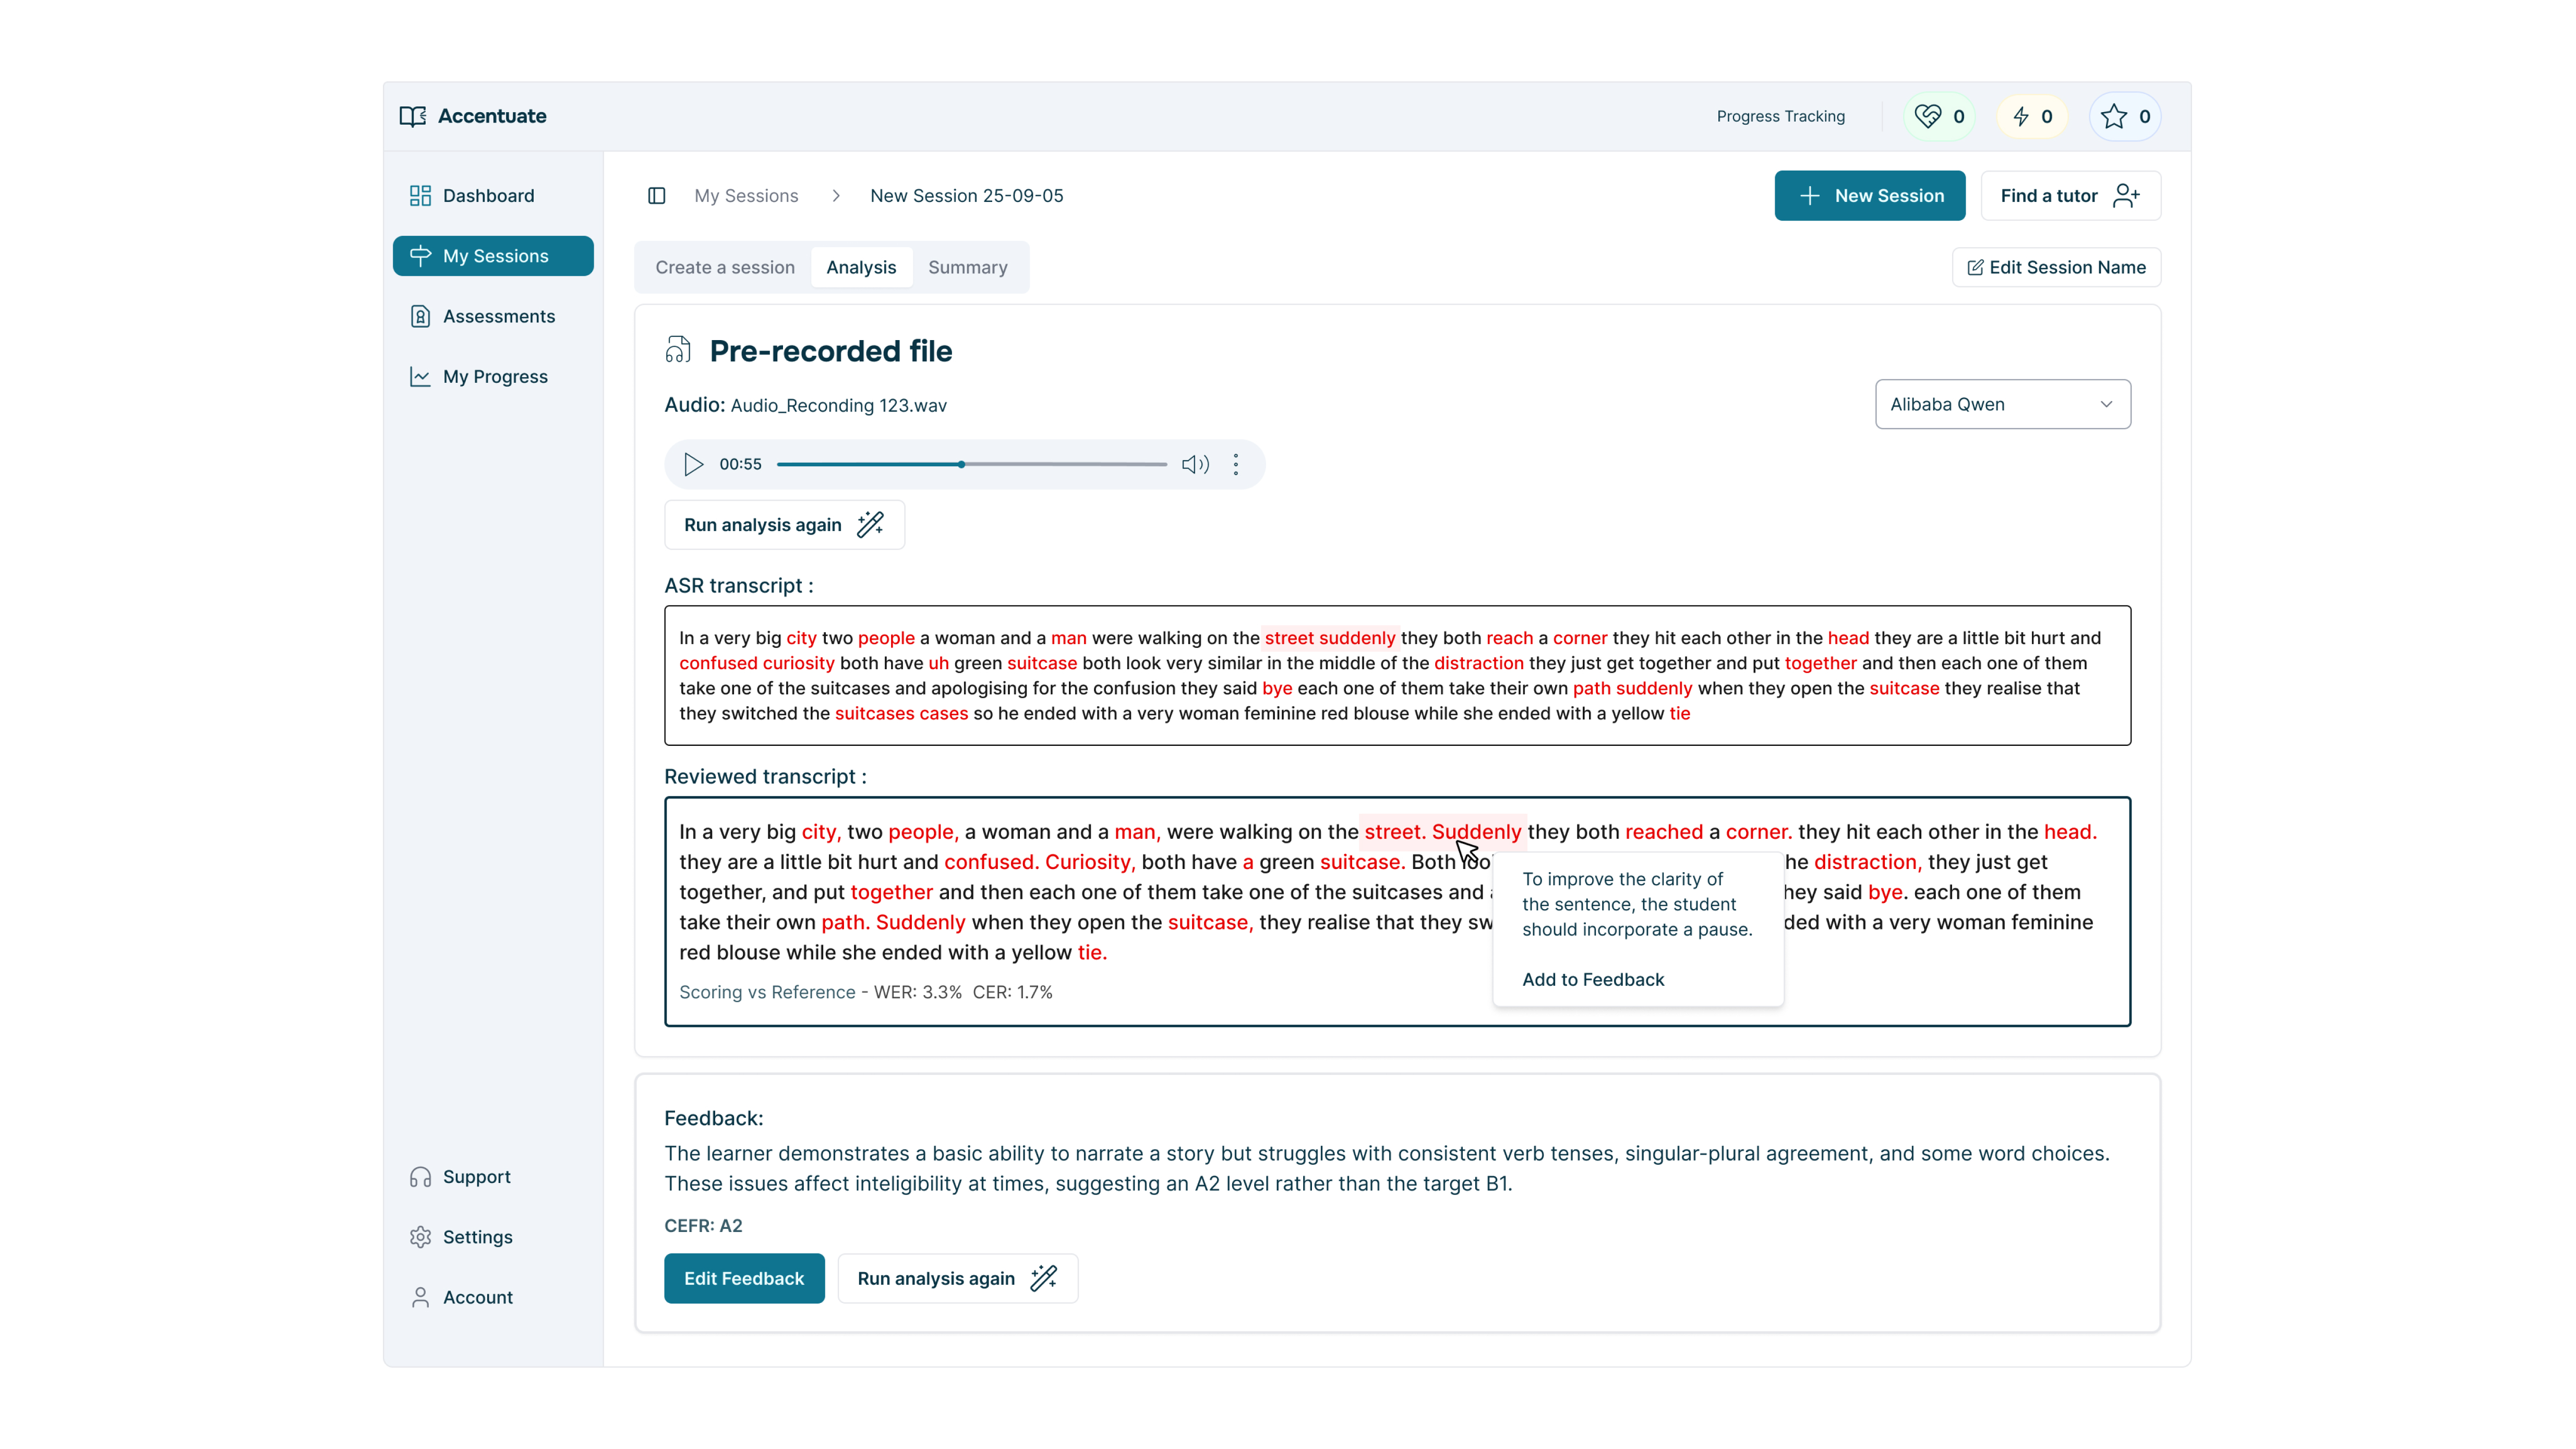 Accentuate
Progress Tracking
0
0
0
Dashboard
My Sessions
Assessments
My Progress
Support
Settings
Account
My Sessions > New Session 25-09-05
New Session
Find a tutor
Create a session
Analysis
Summary
Edit Session Name
Pre-recorded file
Audio: Audio_Reconding 123.wav
Alibaba Qwen
00:55
Run analysis again
ASR transcript :
In a very big city two people a woman and a man were walking on the street suddenly they both reach a corner they hit each other in the head they are a little bit hurt and
confused curiosity both have uh green suitcase both look very similar in the middle of the distraction they just get together and put together and then each one of them
take one of the suitcases and apologising for the confusion they said bye each one of them take their own path suddenly when they open the suitcase they realise that
they switched the suitcases cases so he ended with a very woman feminine red blouse while she ended with a yellow tie
Reviewed transcript :
In a very big city, two people, a woman and a man, were walking on the street. Suddenly they both reached a corner. they hit each other in the head.
they are a little bit hurt and confused. Curiosity, both have a green suitcase. Both loo he distraction, they just get
together, and put together and then each one of them take one of the suitcases and hey said bye. each one of them
take their own path. Suddenly when they open the suitcase, they realise that they sw ded with a very woman feminine
red blouse while she ended with a yellow tie.
Scoring vs Reference - WER: 3.3% CER: 1.7%
To improve the clarity of
the sentence, the student
should incorporate a pause.
Add to Feedback
Feedback:
The learner demonstrates a basic ability to narrate a story but struggles with consistent verb tenses, singular-plural agreement, and some word choices.
These issues affect inteligibility at times, suggesting an A2 level rather than the target B1.
CEFR: A2
Edit Feedback
Run analysis again